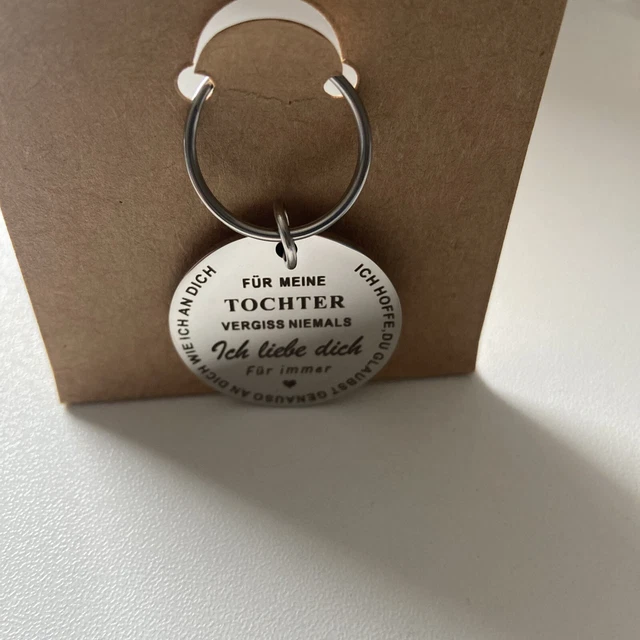 FÜR MEINE
TOCHTER
VERGISS NIEMALS
Ich liebe dich
Für immer
ICH HOFFE, DU GLAUBST GENAUSO AN DICH WIE ICH AN DICH